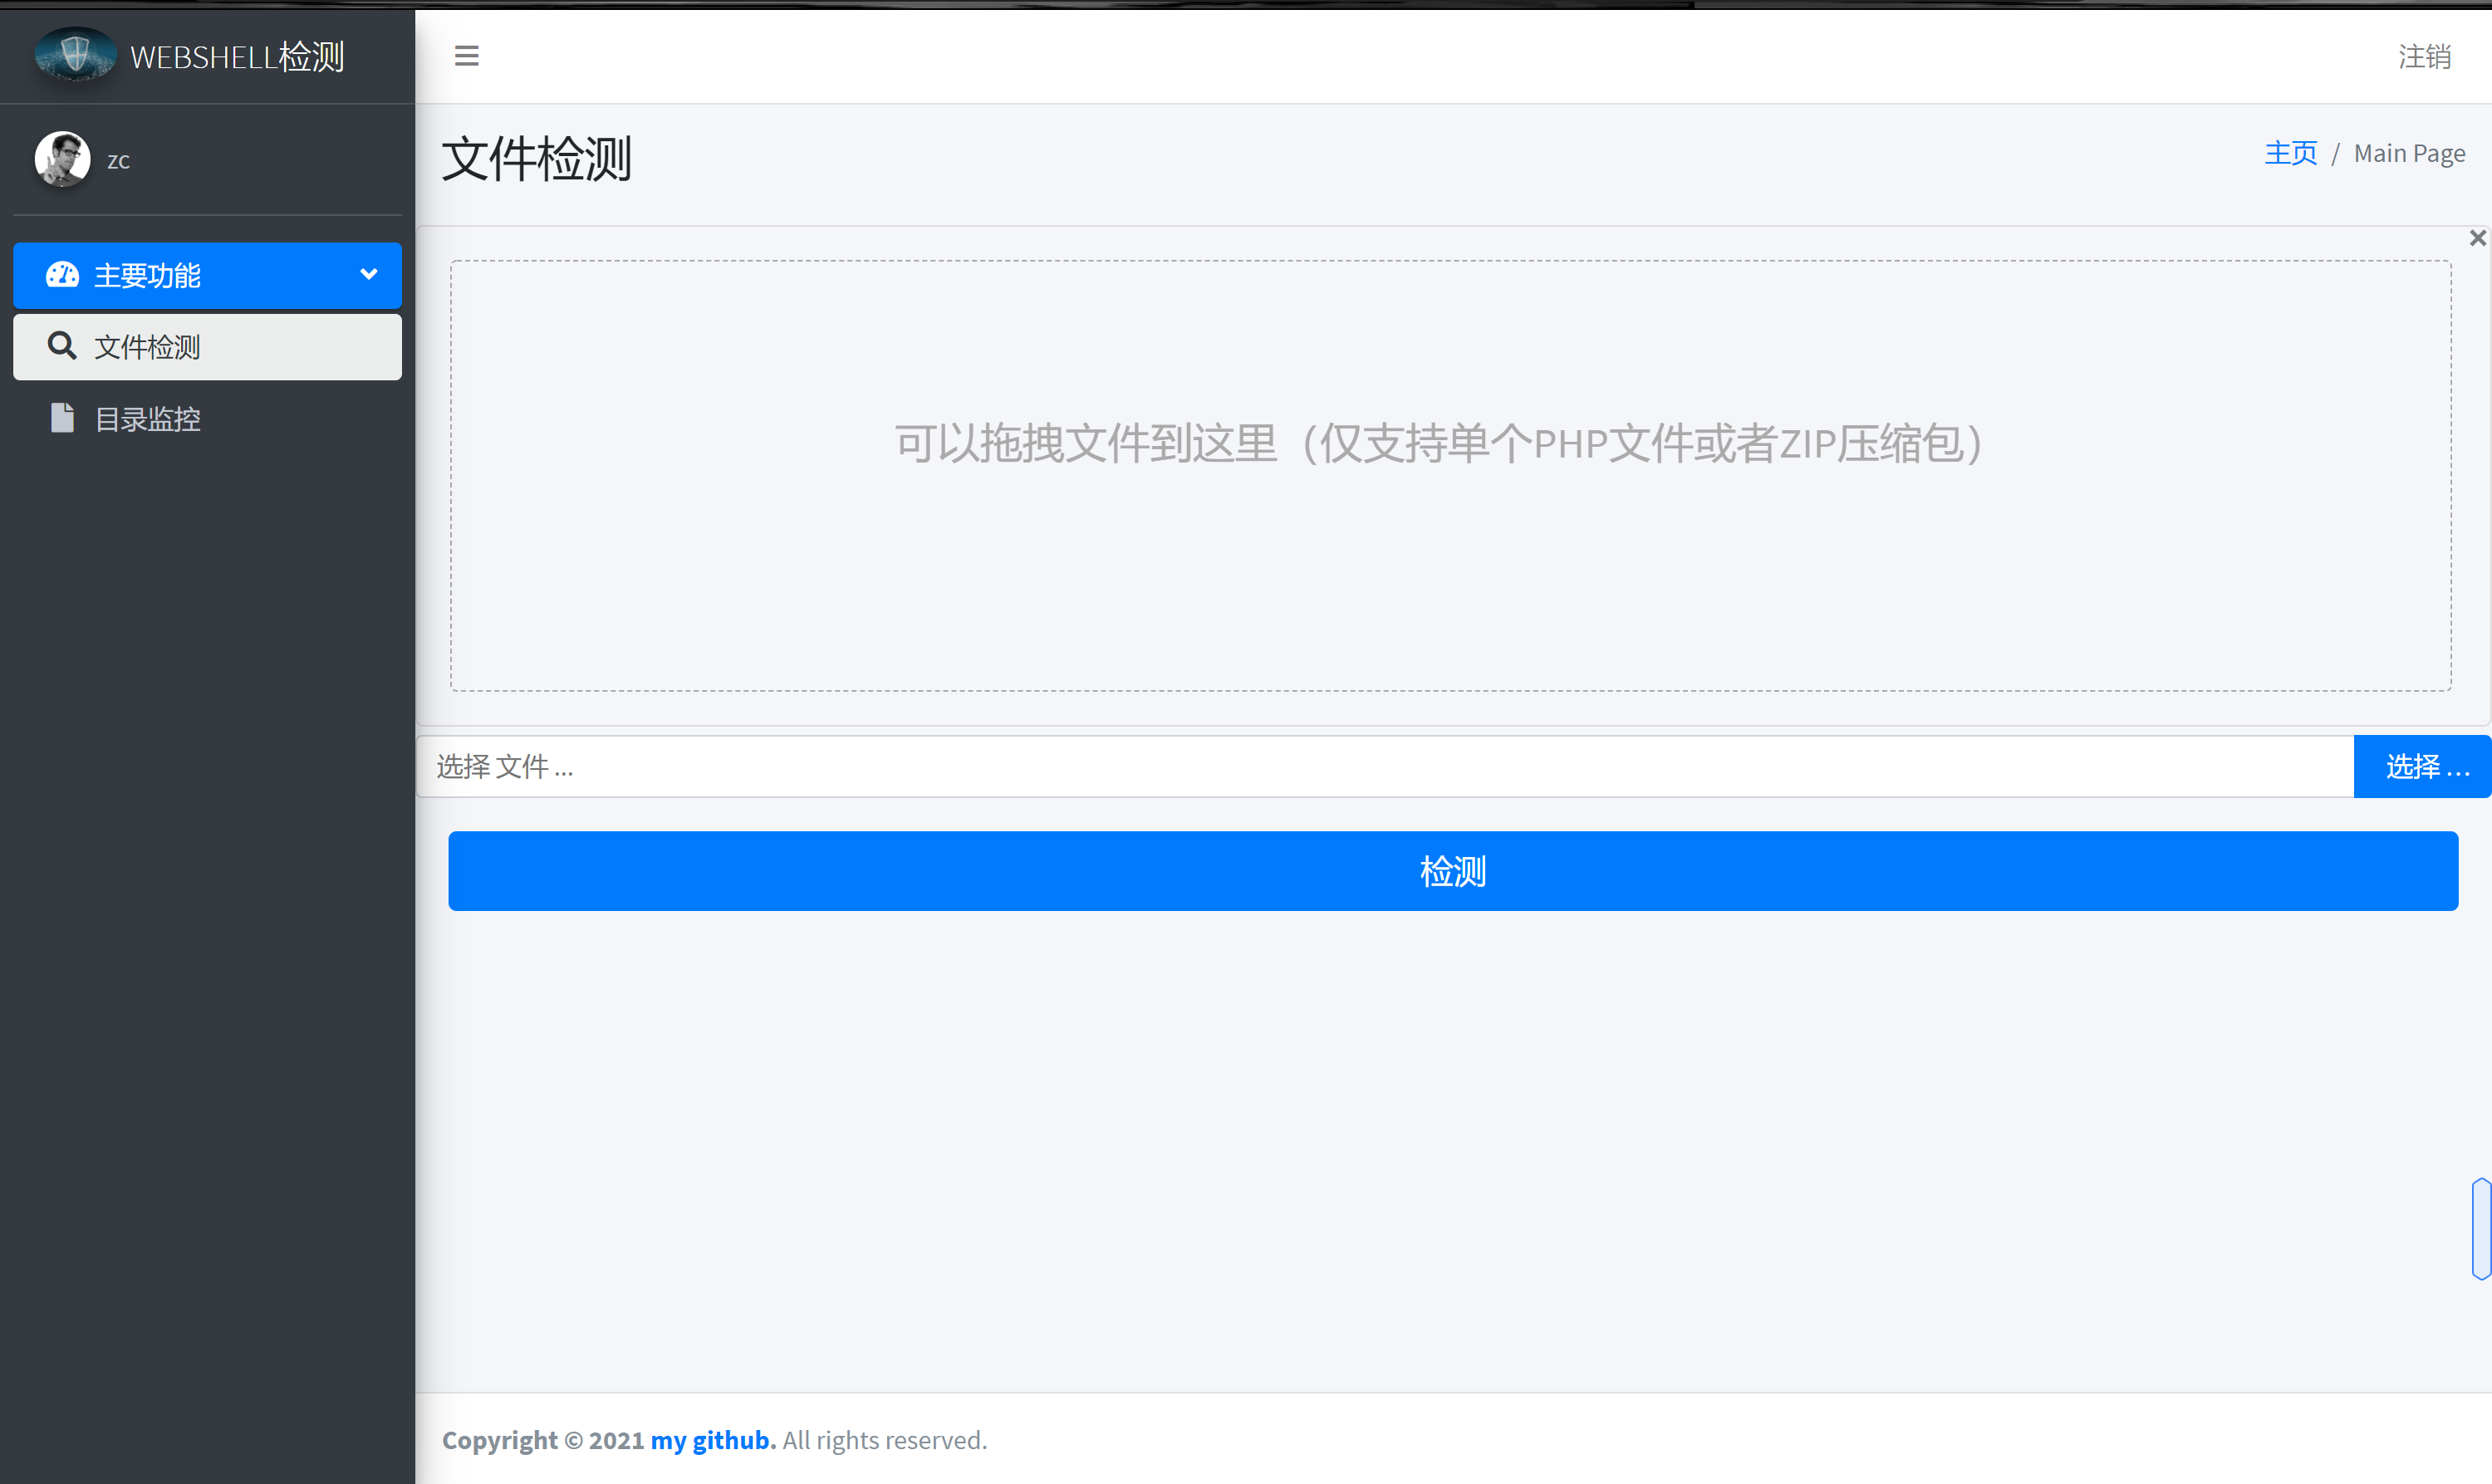 WEBSHELL检测
注销
zc
文件检测
主页 / Main Page
主要功能
文件检测
目录监控
可以拖拽文件到这里（仅支持单个PHP文件或者ZIP压缩包）
选择 文件 ...
选择 ...
检测
Copyright © 2021 my github. All rights reserved.